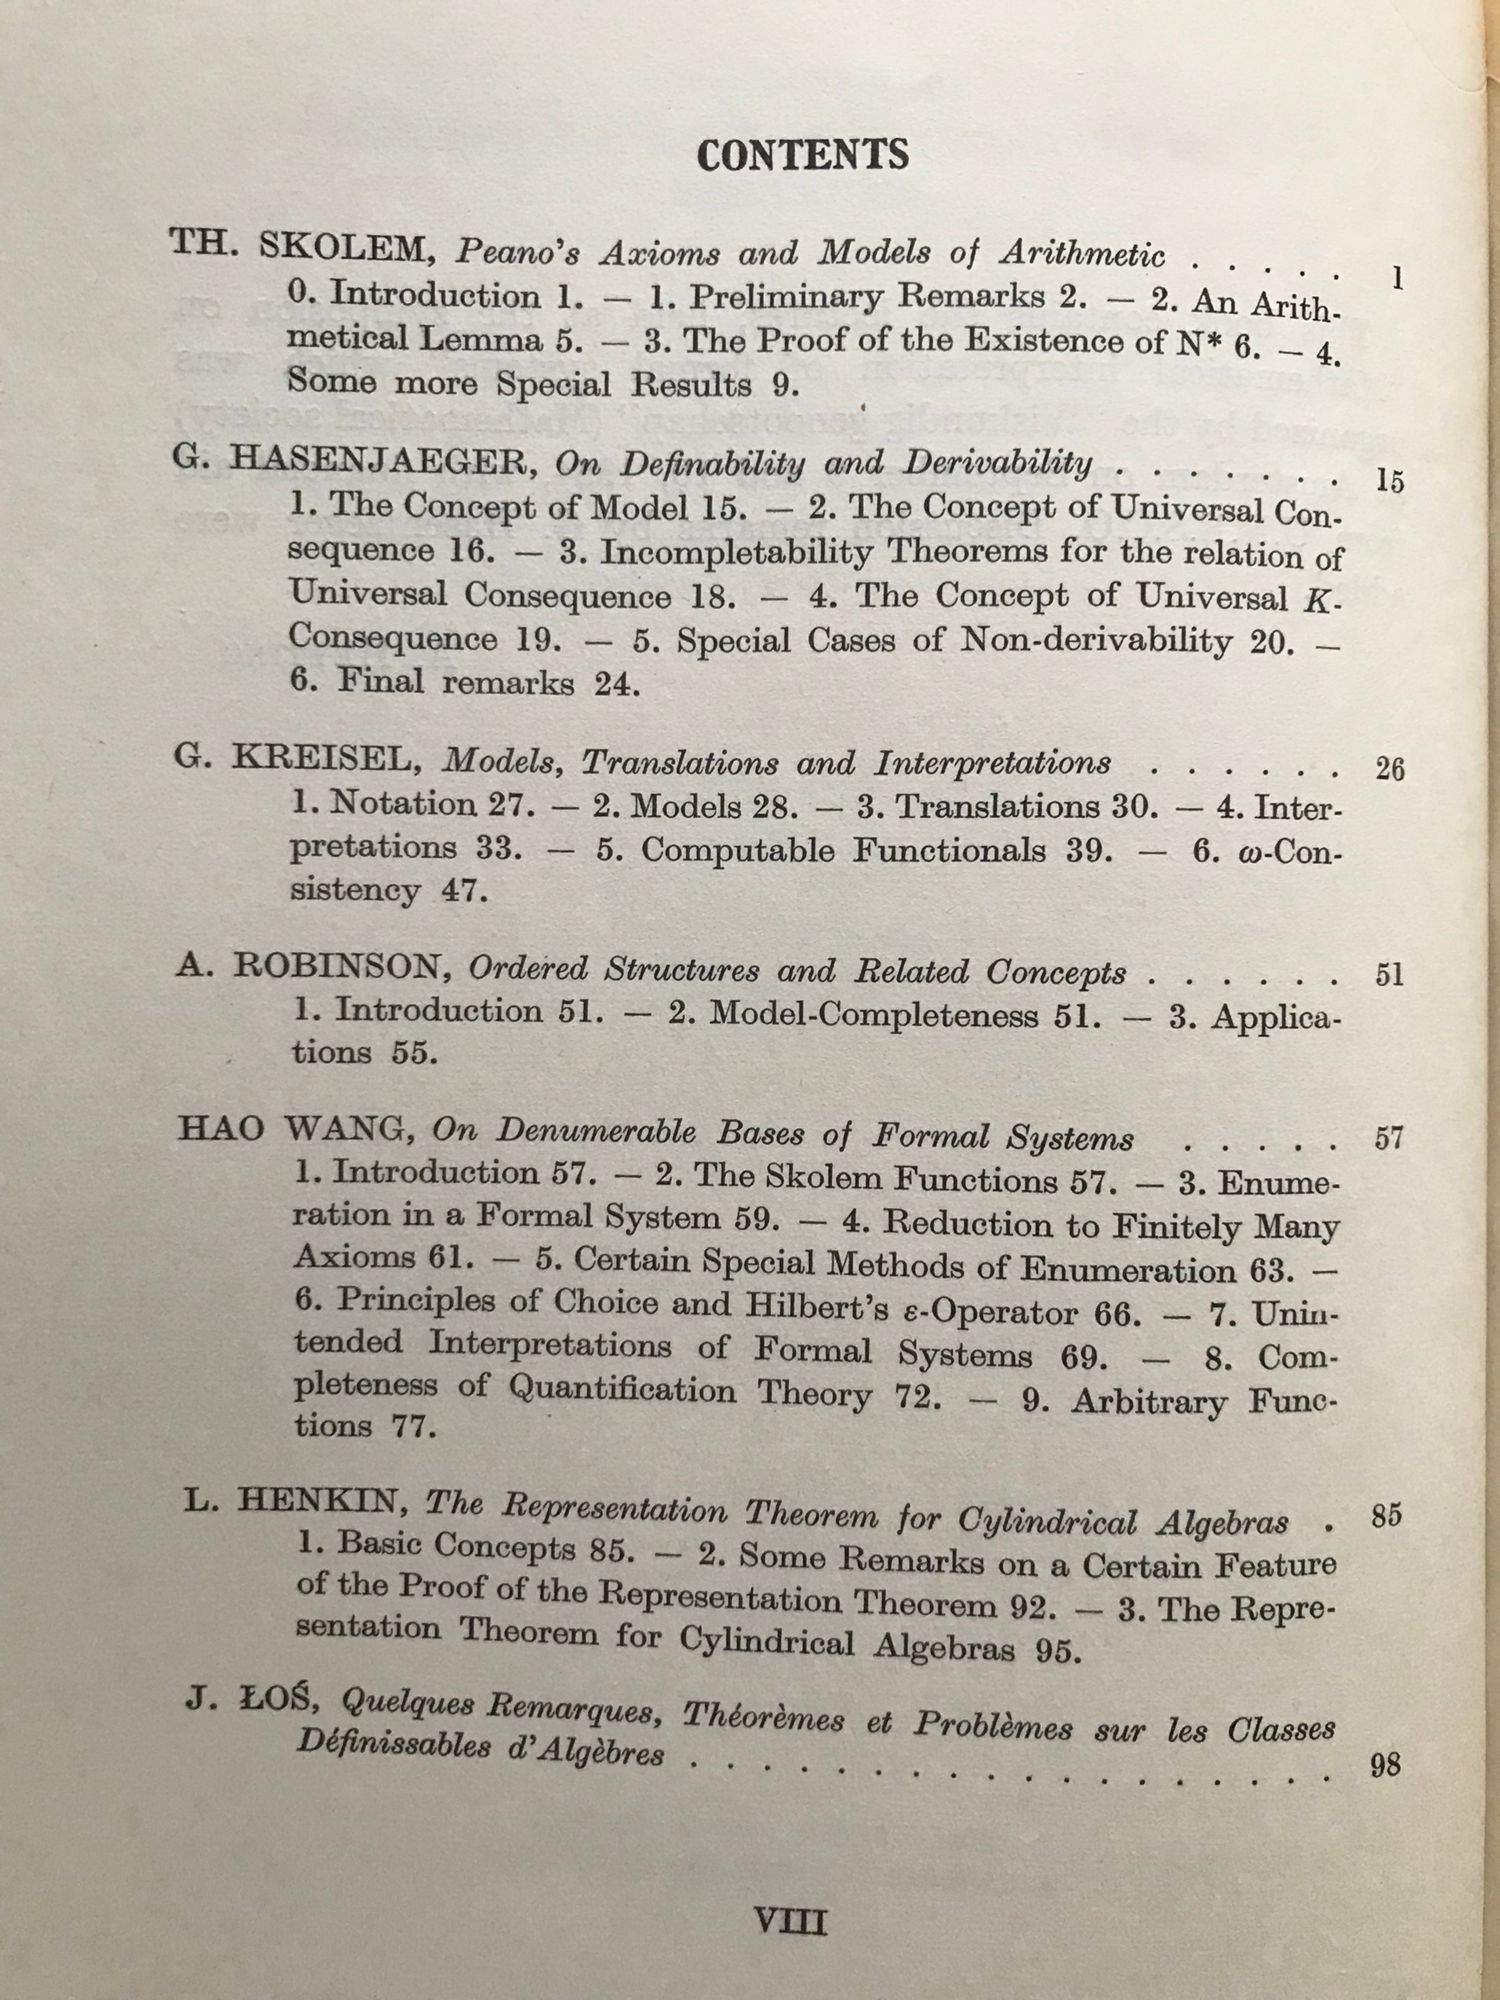 CONTENTS
TH. SKOLEM, Peano's Axioms and Models of Arithmetic . . . . . 1
0. Introduction 1. — 1. Preliminary Remarks 2. — 2. An Arith-
metical Lemma 5. — 3. The Proof of the Existence of N* 6. — 4.
Some more Special Results 9.
G. HASENJAEGER, On Definability and Derivability . . . . . . . 15
1. The Concept of Model 15. — 2. The Concept of Universal Con-
sequence 16. — 3. Incompletability Theorems for the relation of
Universal Consequence 18. — 4. The Concept of Universal K-
Consequence 19. — 5. Special Cases of Non-derivability 20. —
6. Final remarks 24.
G. KREISEL, Models, Translations and Interpretations . . . . . . 26
1. Notation 27. — 2. Models 28. — 3. Translations 30. — 4. Inter-
pretations 33. — 5. Computable Functionals 39. — 6. ω-Con-
sistency 47.
A. ROBINSON, Ordered Structures and Related Concepts . . . . . . 51
1. Introduction 51. — 2. Model-Completeness 51. — 3. Applica-
tions 55.
HAO WANG, On Denumerable Bases of Formal Systems . . . . . 57
1. Introduction 57. — 2. The Skolem Functions 57. — 3. Enume-
ration in a Formal System 59. — 4. Reduction to Finitely Many
Axioms 61. — 5. Certain Special Methods of Enumeration 63. —
6. Principles of Choice and Hilbert's ε-Operator 66. — 7. Unin-
tended Interpretations of Formal Systems 69. — 8. Com-
pleteness of Quantification Theory 72. — 9. Arbitrary Func-
tions 77.
L. HENKIN, The Representation Theorem for Cylindrical Algebras . 85
1. Basic Concepts 85. — 2. Some Remarks on a Certain Feature
of the Proof of the Representation Theorem 92. — 3. The Repre-
sentation Theorem for Cylindrical Algebras 95.
J. ŁOŚ, Quelques Remarques, Théorèmes et Problèmes sur les Classes
Définissables d'Algèbres . . . . . . . . . . . . . . . . . . 98
VIII